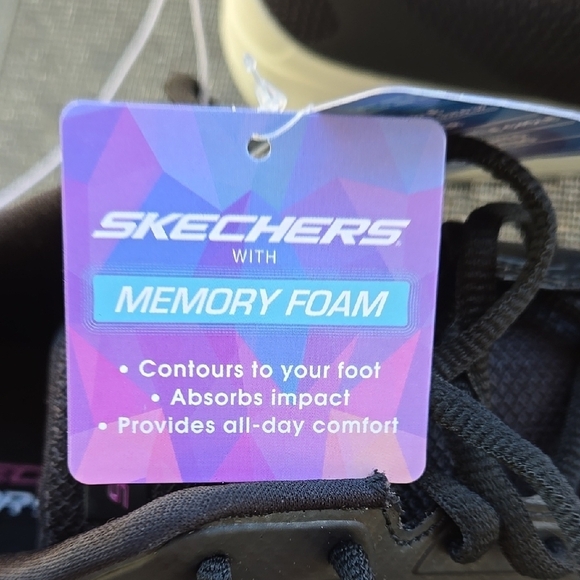 SKECHERS
WITH
MEMORY FOAM
• Contours to your foot
• Absorbs impact
• Provides all-day comfort